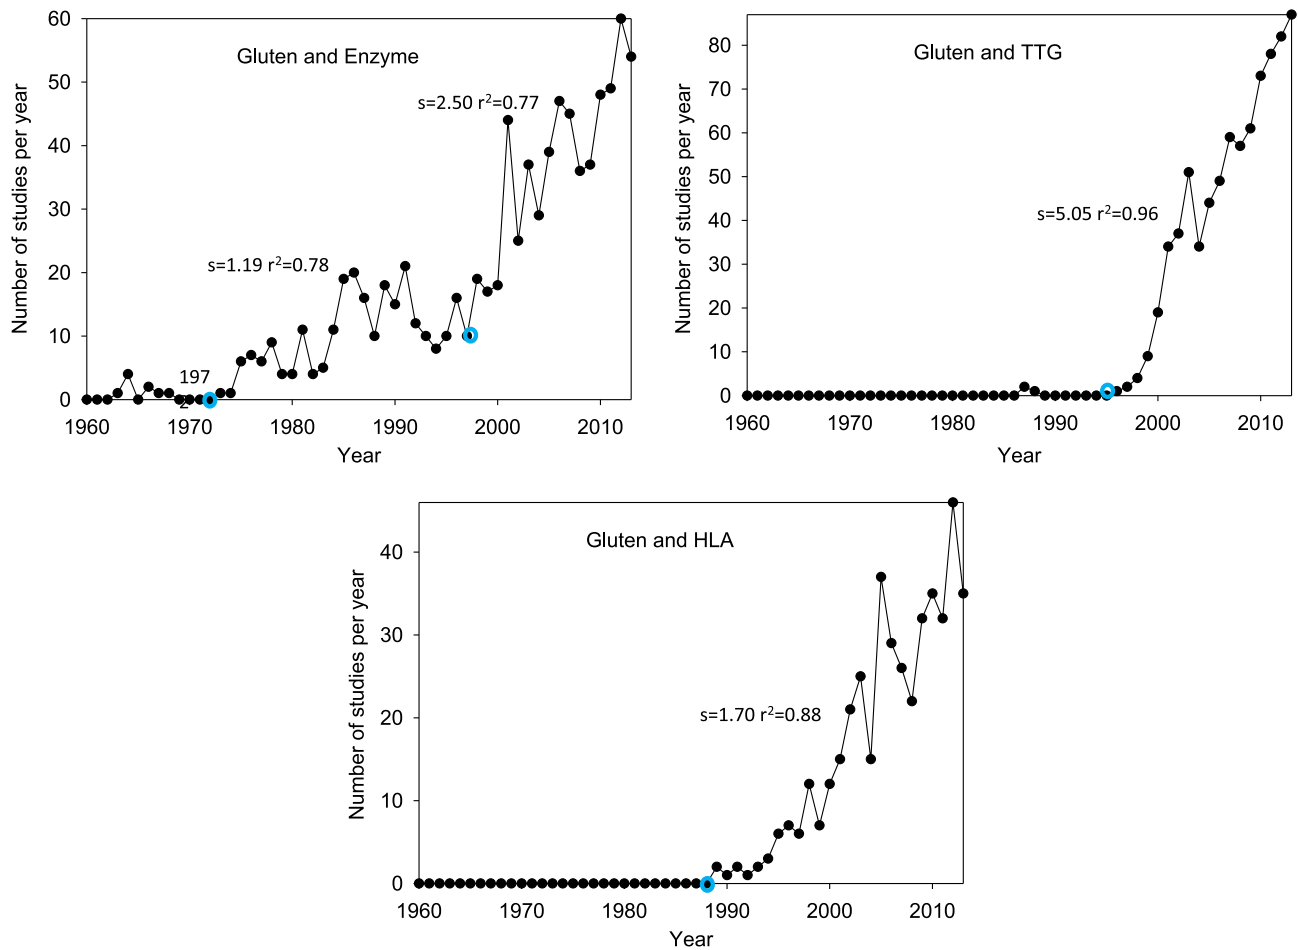 Gluten and Enzyme
s=2.50 r²=0.77
s=1.19 r²=0.78
197
2
Number of studies per year
60
50
40
30
20
10
0
1960 1970 1980 1990 2000 2010
Year
Gluten and TTG
s=5.05 r²=0.96
Number of studies per year
80
70
60
50
40
30
20
10
0
1960 1970 1980 1990 2000 2010
Year
Gluten and HLA
s=1.70 r²=0.88
Number of studies per year
40
30
20
10
0
1960 1970 1980 1990 2000 2010
Year